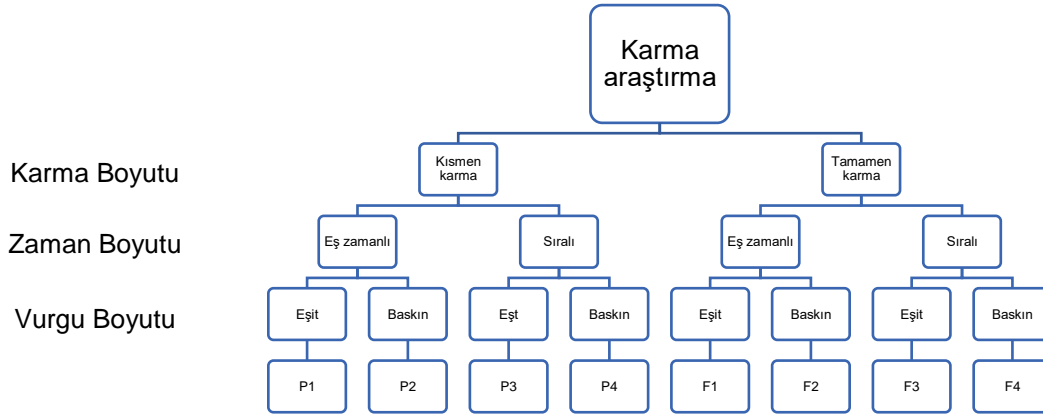 Karma
araştırma
Karma Boyutu
Kısmen
karma
Tamamen
karma
Zaman Boyutu
Eş zamanlı
Sıralı
Eş zamanlı
Sıralı
Vurgu Boyutu
Eşit
Baskın
Eşt
Baskın
Eşit
Baskın
Eşit
Baskın
P1
P2
P3
P4
F1
F2
F3
F4